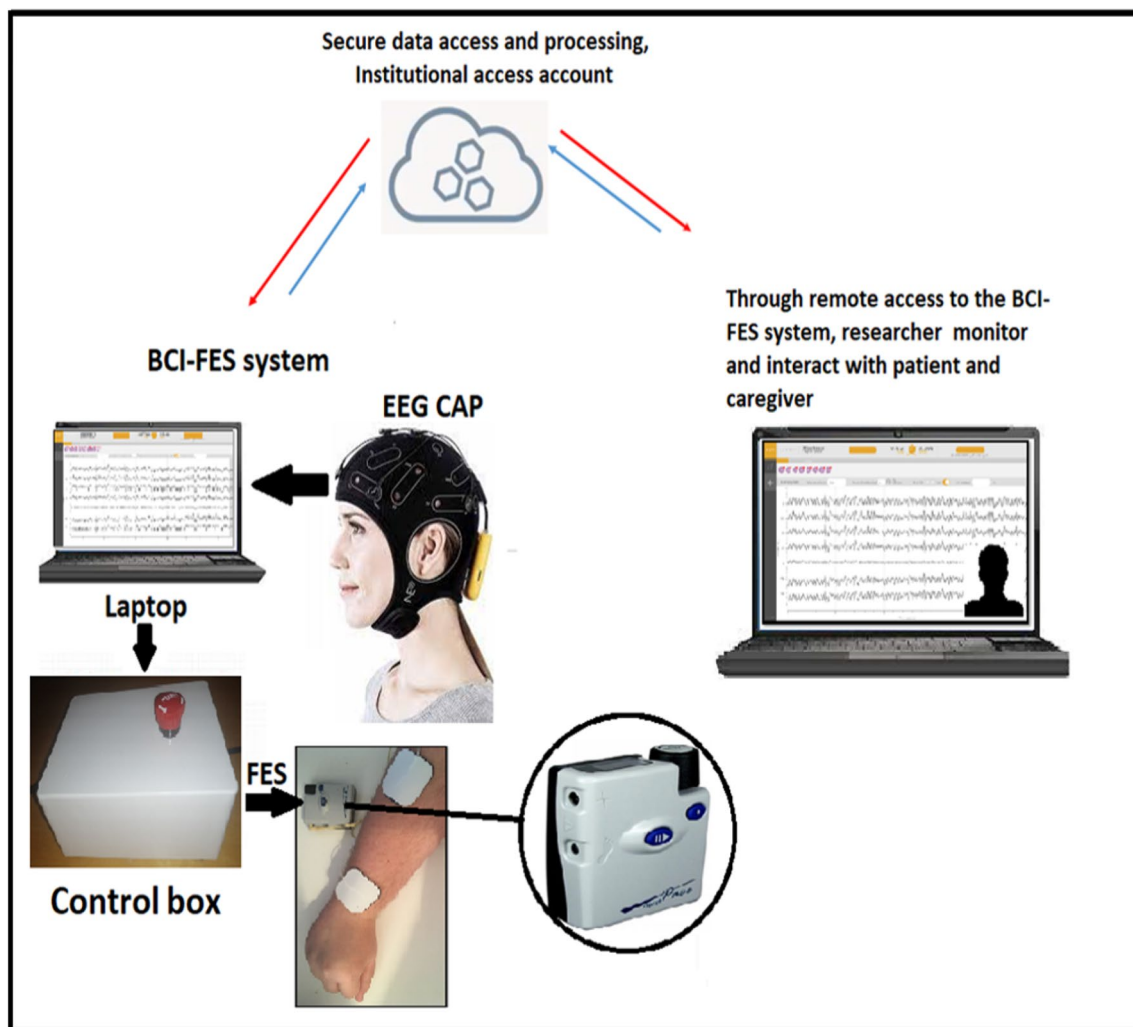 Secure data access and processing,
Institutional access account
BCI-FES system
EEG CAP
Through remote access to the BCI-
FES system, researcher monitor
and interact with patient and
caregiver
Laptop
FES
Control box
Pace